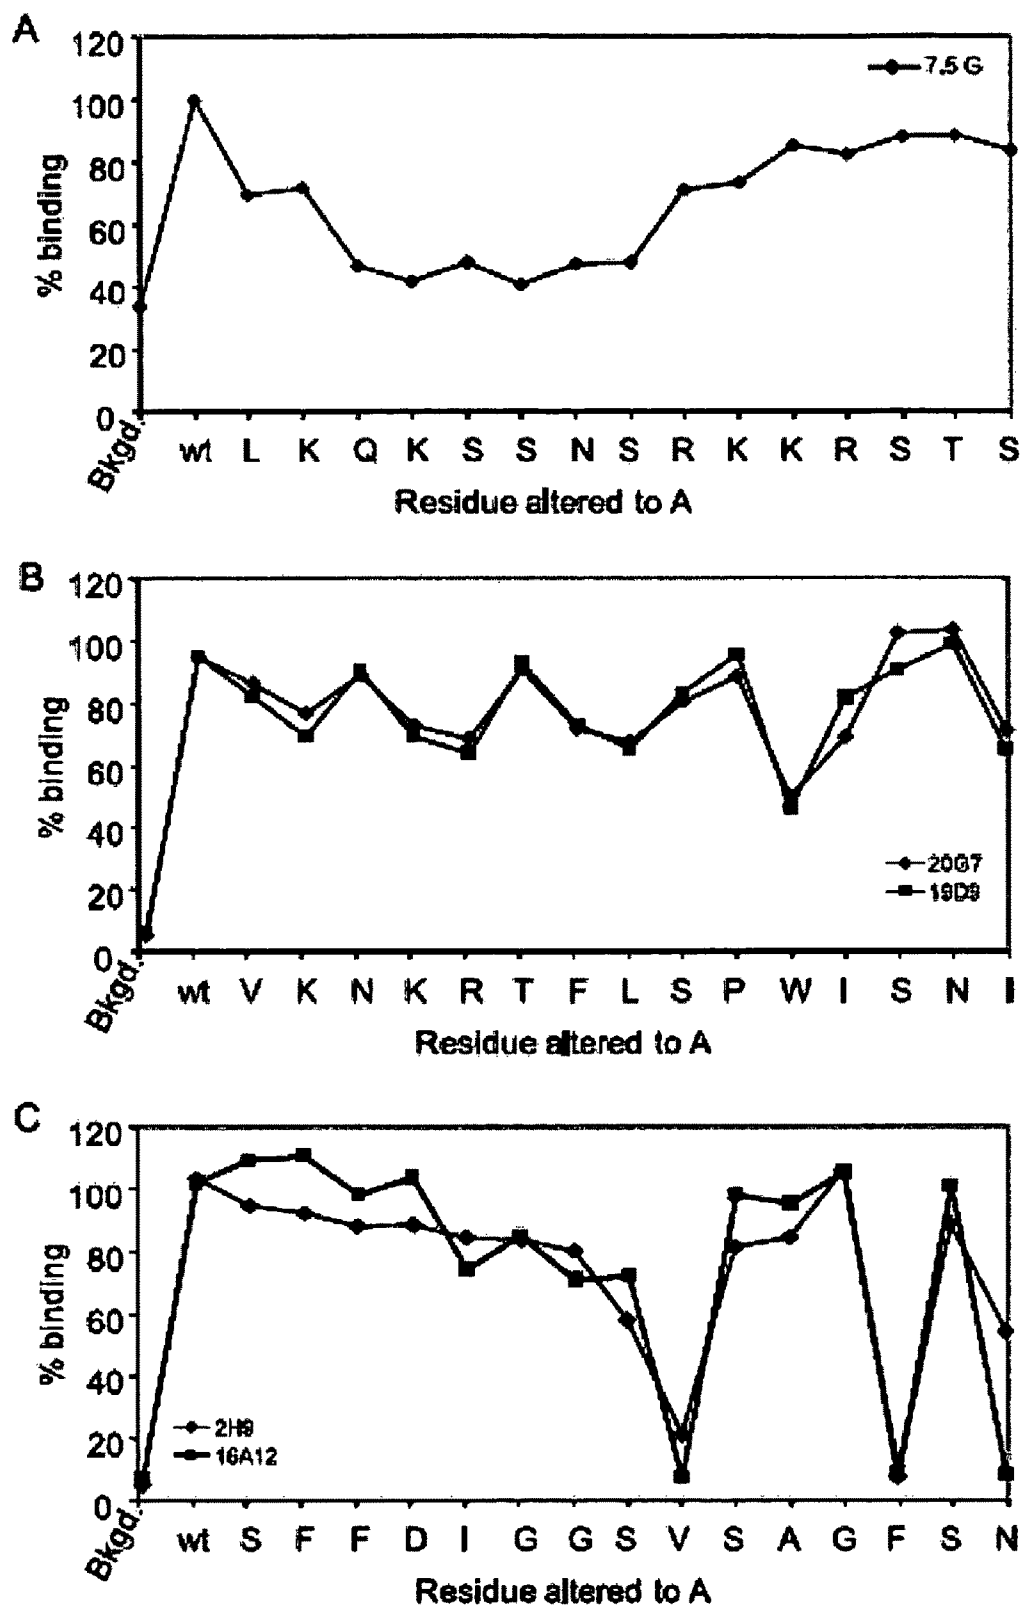 A
120
7.5 G
100
80
60
40
20
0
% binding
Bkgd. wt L K Q K S S N S R K K R S T S
Residue altered to A
B
120
100
80
60
40
20
0
% binding
20G7
19D9
Bkgd. wt V K N K R T F L S P W I S N I
Residue altered to A
C
120
100
80
60
40
20
0
% binding
2H9
16A12
Bkgd. wt S F F D I G G S V S A G F S N
Residue altered to A